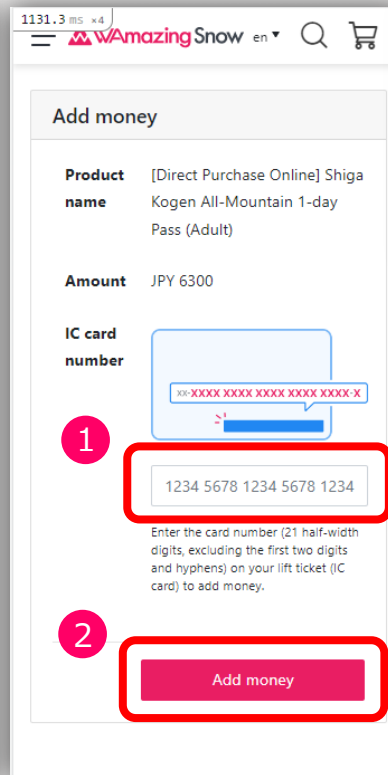 1131.3 ms ×4
WAmazing Snow en ▼
Add money
Product name
[Direct Purchase Online] Shiga
Kogen All-Mountain 1-day
Pass (Adult)
Amount JPY 6300
IC card
number
xx-XXXX XXXX XXXX XXXX XXXX-X
1
1234 5678 1234 5678 1234
Enter the card number (21 half-width
digits, excluding the first two digits
and hyphens) on your lift ticket (IC
card) to add money.
2
Add money